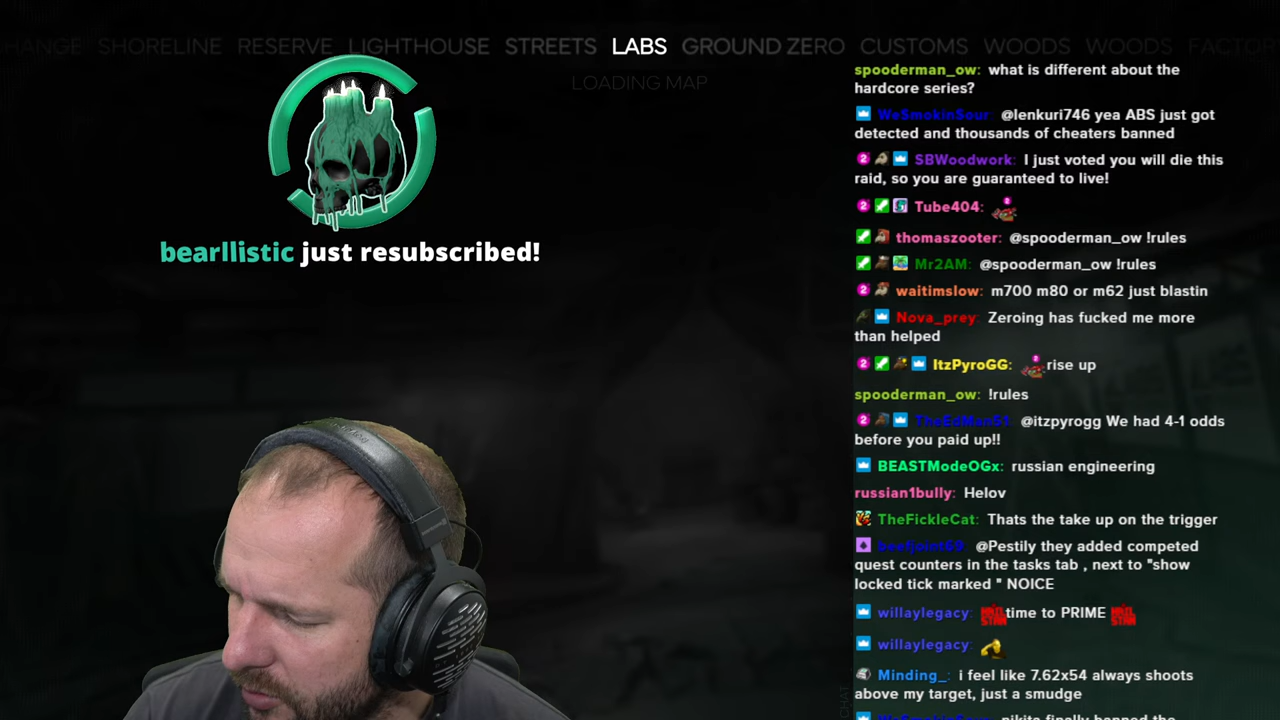 SHORELINE RESERVE LIGHTHOUSE STREETS LABS GROUND ZERO CUSTOMS WOODS WOODS
LOADING MAP
bearllistic just resubscribed!
spooderman_ow: what is different about the
hardcore series?
WeSmokinSour: @lenkuri746 yea ABS just got
detected and thousands of cheaters banned
SBWoodwork: I just voted you will die this
raid, so you are guaranteed to live!
Tube404:
thomaszooter: @spooderman_ow !rules
Mr2AM: @spooderman_ow !rules
waitimslow: m700 m80 or m62 just blastin
Nova_prey: Zeroing has fucked me more
than helped
ItzPyroGG: rise up
spooderman_ow: !rules
TheEdMan51: @itzpyrogg We had 4-1 odds
before you paid up!!
BEASTModeOGx: russian engineering
russian1bully: Helov
TheFickleCat: Thats the take up on the trigger
beefjoint69: @Pestily they added competed
quest counters in the tasks tab , next to "show
locked tick marked " NOICE
willaylegacy: time to PRIME
willaylegacy:
Minding_: i feel like 7.62x54 always shoots
above my target, just a smudge
WeSmokinSour: nikita finally banned the
CHAT